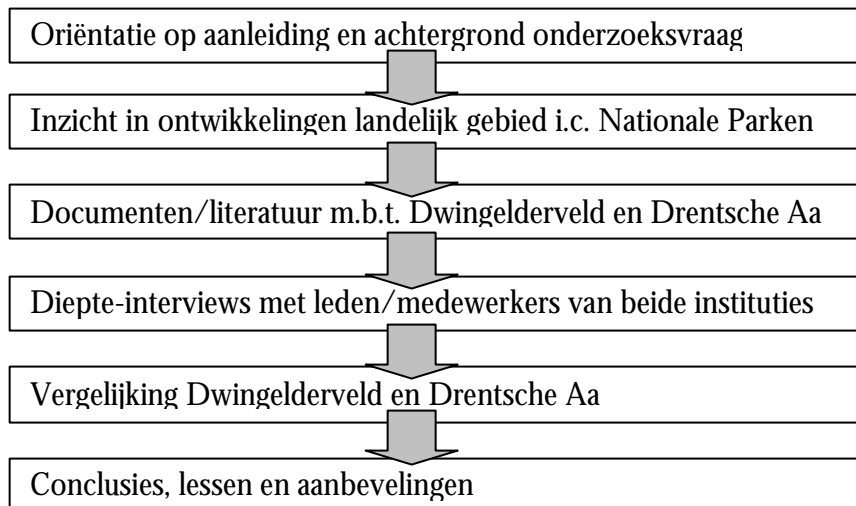 Oriëntatie op aanleiding en achtergrond onderzoeksvraag
Inzicht in ontwikkelingen landelijk gebied i.c. Nationale Parken
Documenten/literatuur m.b.t. Dwingelderveld en Drentsche Aa
Diepte-interviews met leden/medewerkers van beide instituties
Vergelijking Dwingelderveld en Drentsche Aa
Conclusies, lessen en aanbevelingen